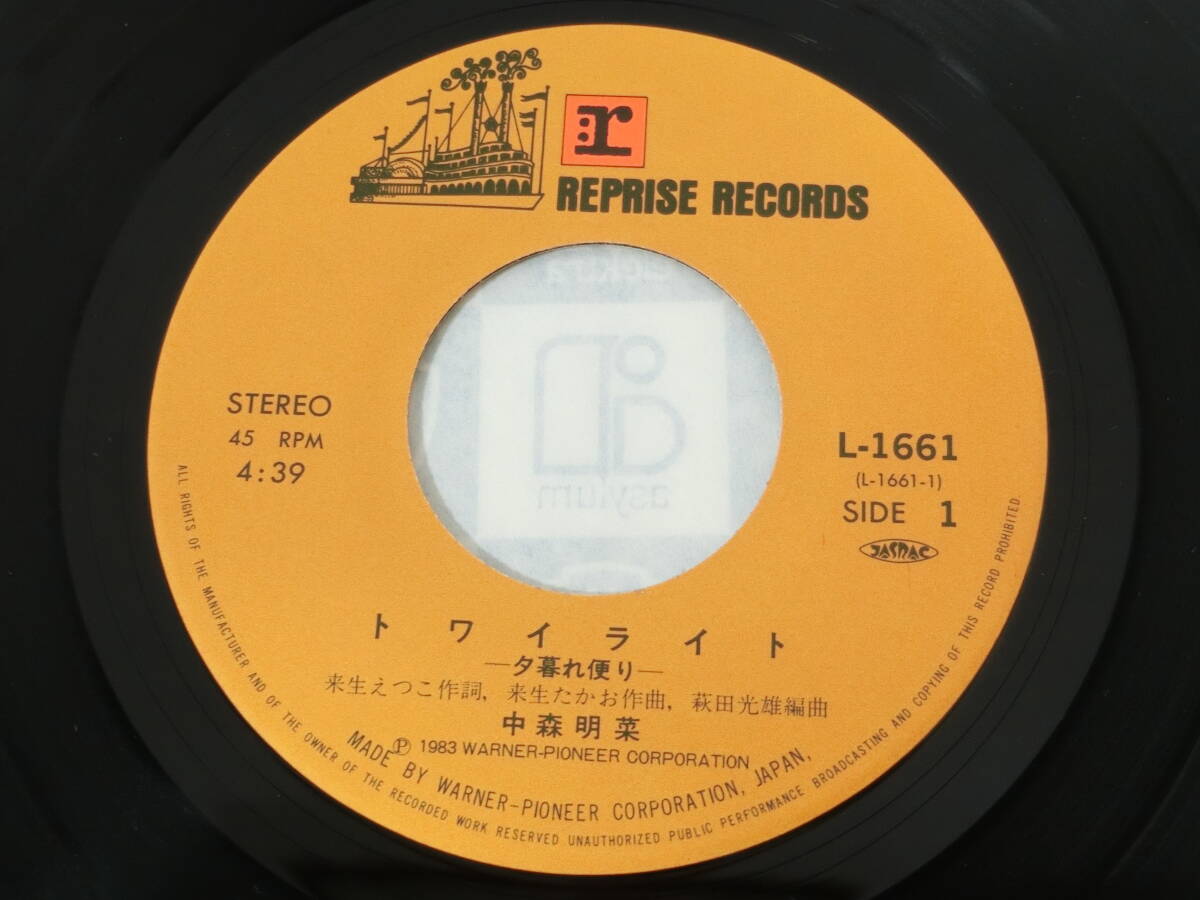 r
REPRISE RECORDS
STEREO
45 RPM
4:39
L-1661
(L-1661-1)
SIDE 1
JASRAC
asylum
トワイライト
—夕暮れ便り—
来生えつこ作詞, 来生たかお作曲, 萩田光雄編曲
中森明菜
Ⓟ 1983 WARNER-PIONEER CORPORATION
MADE BY WARNER-PIONEER CORPORATION, JAPAN,
ALL RIGHTS OF THE MANUFACTURER AND OF THE OWNER OF THE RECORDED WORK RESERVED UNAUTHORIZED PUBLIC PERFORMANCE BROADCASTING AND COPYING OF THIS RECORD PROHIBITED.